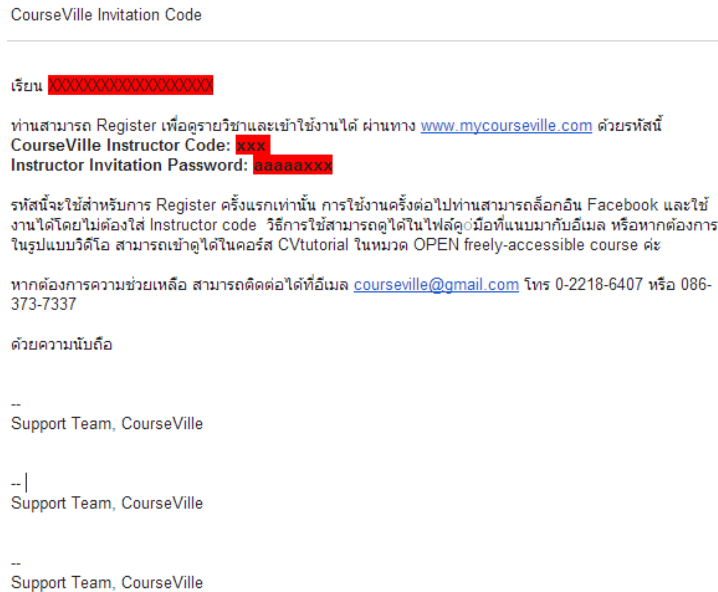 CourseVille Invitation Code
เรียน XXXXXXXXXXXXXXXXXXX
ท่านสามารถ Register เพื่อดูรายวิชาและเข้าใช้งานได้ ผ่านทาง www.mycourseville.com ด้วยรหัสนี้
CourseVille Instructor Code: xxx
Instructor Invitation Password: aaaaaxxx
รหัสนี้จะใช้สำหรับการ Register ครั้งแรกเท่านั้น การใช้งานครั้งต่อไปท่านสามารถล็อกอิน Facebook และใช้
งานได้โดยไม่ต้องใส่ Instructor code วิธีการใช้สามารถดูได้ในไฟล์คู่มือที่แนบมากับอีเมล หรือหากต้องการ
ในรูปแบบวิดีโอ สามารถเข้าดูได้ในคอร์ส CVtutorial ในหมวด OPEN freely-accessible course ค่ะ
หากต้องการความช่วยเหลือ สามารถติดต่อได้ที่อีเมล courseville@gmail.com โทร 0-2218-6407 หรือ 086-
373-7337
ด้วยความนับถือ
--
Support Team, CourseVille
--
Support Team, CourseVille
--
Support Team, CourseVille